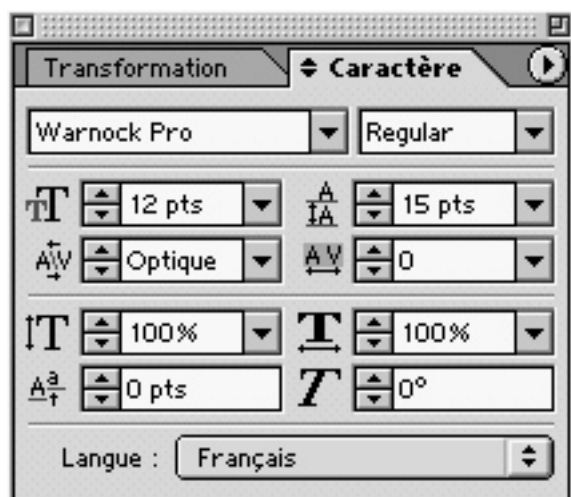 Transformation Caractère
Warnock Pro Regular
12 pts 15 pts
Optique 0
100% 100%
0 pts 0°
Langue : Français